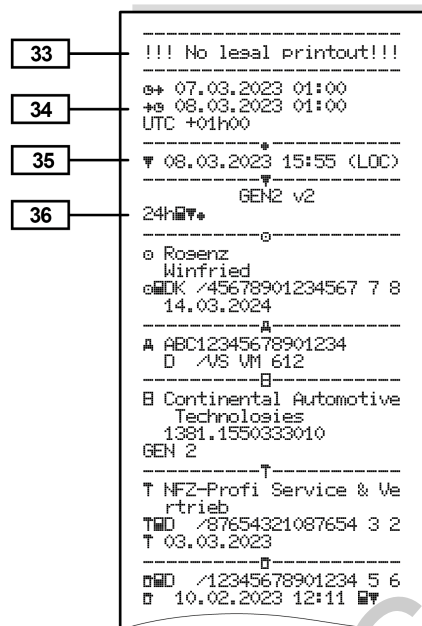 33
!!! No legal printout!!!
34
07.03.2023 01:00
08.03.2023 01:00
UTC +01h00
35
▼ 08.03.2023 15:55 (LOC)
GEN2 v2
36
24h▼
Rogenz
Winfried
DK /45678901234567 7 8
14.03.2024
ABC12345678901234
D /VS VM 612
Continental Automotive
Technologies
1381.1550333010
GEN 2
NFZ-Profi Service & Ve
rtrieb
D /87654321087654 3 2
03.03.2023
D /12345678901234 5 6
10.02.2023 12:11 ▼